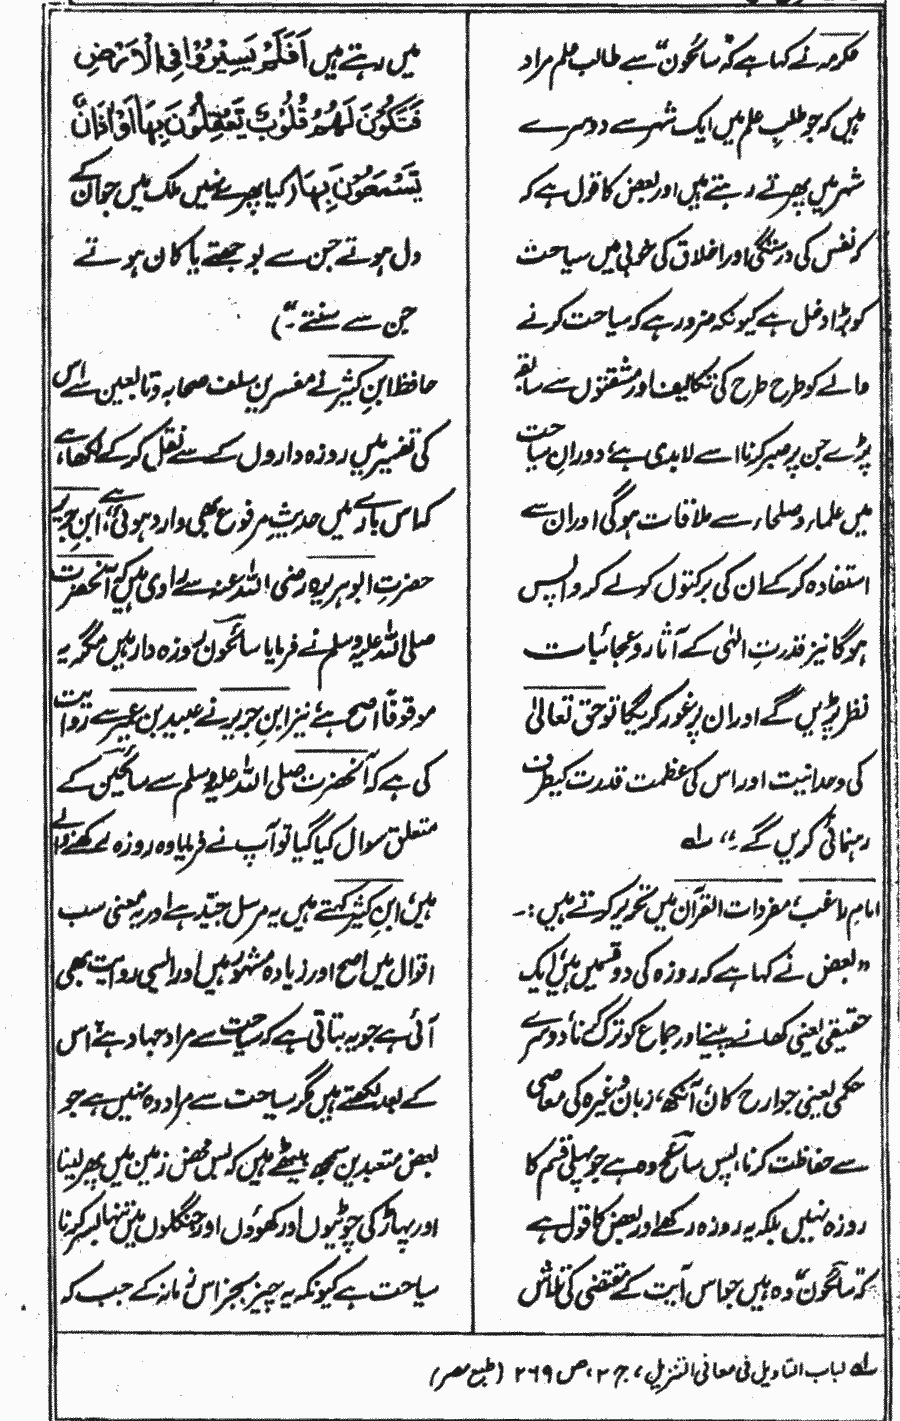 عکرمہ نے کہا ہے کہ سائحون سے طالب علم مراد
ہیں کہ جو طلبِ علم میں ایک شہر سے دوسرے
شہر میں پھرتے رہتے ہیں اور بعض کا قول ہے کہ
کہ نفس کی درستگی اور اخلاق کی خوبی میں سیاحت
کو بڑا دخل ہے کیونکہ ضرور ہے کہ سیاحت کرنے
والے کو طرح طرح کی تکالیف اور مشقتوں سے سابقہ
پڑے جن پر صبر کرنا اسے لابدی ہے، دورانِ سیاحت
میں علماء وصلحاء سے ملاقات ہوگی اور ان سے
استفادہ کر کے ان کی برکتوں کو لے کر واپس
ہوگا نیز قدرتِ الٰہی کے آثار وعجائبات
نظر پڑیں گے اور ان پر غور کریگا تو حق تعالیٰ
کی وحدانیت اور اس کی عظمت قدرت کیطرف
رہنمائی کریں گے ۔“ لہ
امام راغب، مفردات القرآن میں تحریر کرتے ہیں :۔
” بعض نے کہا ہے کہ روزہ کی دو قسمیں ہیں، ایک
حقیقی یعنی کھانے پینے اور جماع کو ترک کرنا، دوسرے
حکمی یعنی جوارح کان، آنکھ، زبان وغیرہ کی معاصی
سے حفاظت کرنا، پس سائح وہ ہے جو پہلی قسم کا
روزہ نہیں بلکہ یہ روزہ رکھے اور بعض کا قول ہے
کہ سائحون وہ ہیں جو اس آیت کے مقتضی کی تلاش
میں رہتے ہیں اَفَلَمْ يَسِيْرُوْا فِى الْاَرْضِ
فَتَكُوْنَ لَهُمْ قُلُوْبٌ يَّعْقِلُوْنَ بِهَا اَوْ اٰذَانٌ
يَّسْمَعُوْنَ بِهَا (کیا پھرے نہیں ملک میں جو ان کے
دل ہوتے جن سے بوجھتے یا کان ہوتے
جن سے سنتے ۔“)
حافظ ابن کثیر نے مفسرین سلف صحابہ وتابعین سے اس
کی تفسیر میں روزہ داروں کے سے نقل کر کے لکھا ہے،
کہ اس بارے میں حدیثِ مرفوع بھی وارد ہوئی ہے، ابن جریر
حضرتِ ابوہریرہ رضی اللہ عنہ سے راوی ہیں کہ آنحضرت
صلی اللہ علیہ وسلم نے فرمایا سائحون روزہ دار ہیں مگر یہ
موقوفاً اصح ہے، نیز ابن جریر نے عبید بن عمیر سے روایت
کی ہے کہ آنحضرت صلی اللہ علیہ وسلم سے سائحین کے
متعلق سوال کیا گیا تو آپ نے فرمایا وہ روزہ رکھنے والے
ہیں، ابن کثیر کہتے ہیں یہ مرسل جیّد ہے اور یہ معنی سب
اقوال میں اصح اور زیادہ مشہور ہیں اور ایسی روایت بھی
آئی ہے جو یہ بتاتی ہے کہ سیاحت سے مراد جہاد ہے، اس
کے بعد لکھتے ہیں مگر سیاحت سے مراد وہ نہیں ہے جو
بعض متعبدین سمجھ بیٹھے ہیں کہ بس محض زمین میں پھر لینا
اور پہاڑ کی چوٹیوں اور کھوؤں اور جنگلوں میں تنہا بسر کرنا
سیاحت ہے کیونکہ یہ چیز بجز اس زمانہ کے جب کہ
لہ لباب التاویل فی معانی التنزیل ، ج ۲، ص ۲۶۹ (طبع مصر)